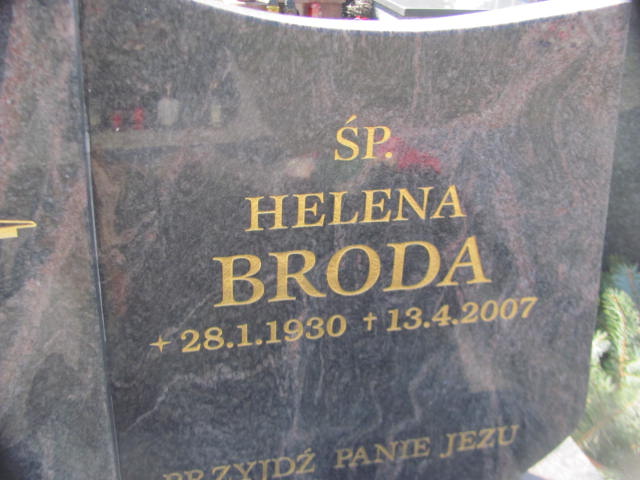 ŚP.
HELENA
BRODA
✦ 28.1.1930 ✝ 13.4.2007
PRZYJDŹ PANIE JEZU